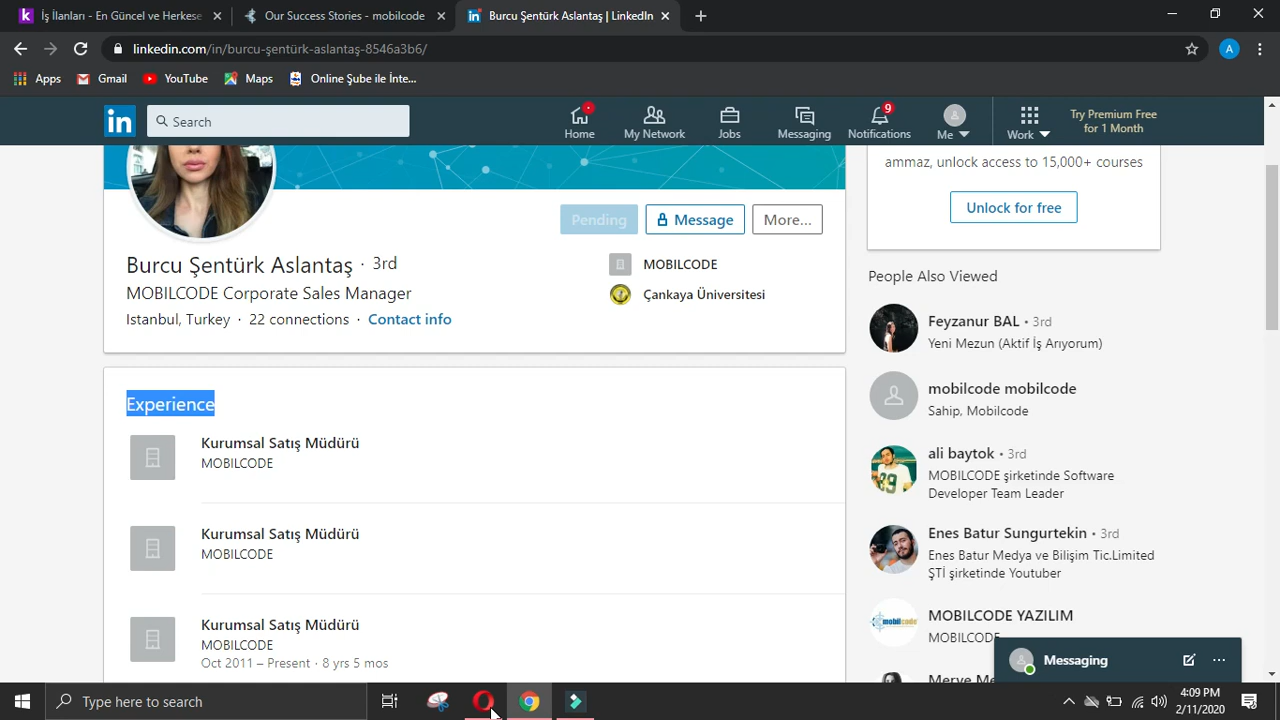 İş İlanları - En Güncel ve Herkese
Our Success Stories - mobilcode
Burcu Şentürk Aslantaş | LinkedIn
linkedin.com/in/burcu-şentürk-aslantaş-8546a3b6/
A
Apps
Gmail
YouTube
Maps
Online Şube ile İnte...
in
Search
Home
My Network
Jobs
Messaging
9
Notifications
Me
Work
Try Premium Free
for 1 Month
ammaz, unlock access to 15,000+ courses
Unlock for free
Pending
Message
More...
Burcu Şentürk Aslantaş · 3rd
MOBILCODE Corporate Sales Manager
Istanbul, Turkey · 22 connections · Contact info
MOBILCODE
Çankaya Üniversitesi
Experience
Kurumsal Satış Müdürü
MOBILCODE
Kurumsal Satış Müdürü
MOBILCODE
Kurumsal Satış Müdürü
MOBILCODE
Oct 2011 – Present · 8 yrs 5 mos
People Also Viewed
Feyzanur BAL • 3rd
Yeni Mezun (Aktif İş Arıyorum)
mobilcode mobilcode
Sahip, Mobilcode
ali baytok • 3rd
MOBILCODE şirketinde Software
Developer Team Leader
Enes Batur Sungurtekin • 3rd
Enes Batur Medya ve Bilişim Tic.Limited
ŞTİ şirketinde Youtuber
mobilcode
MOBILCODE YAZILIM
MOBILCODE
Messaging
Type here to search
4:09 PM
2/11/2020